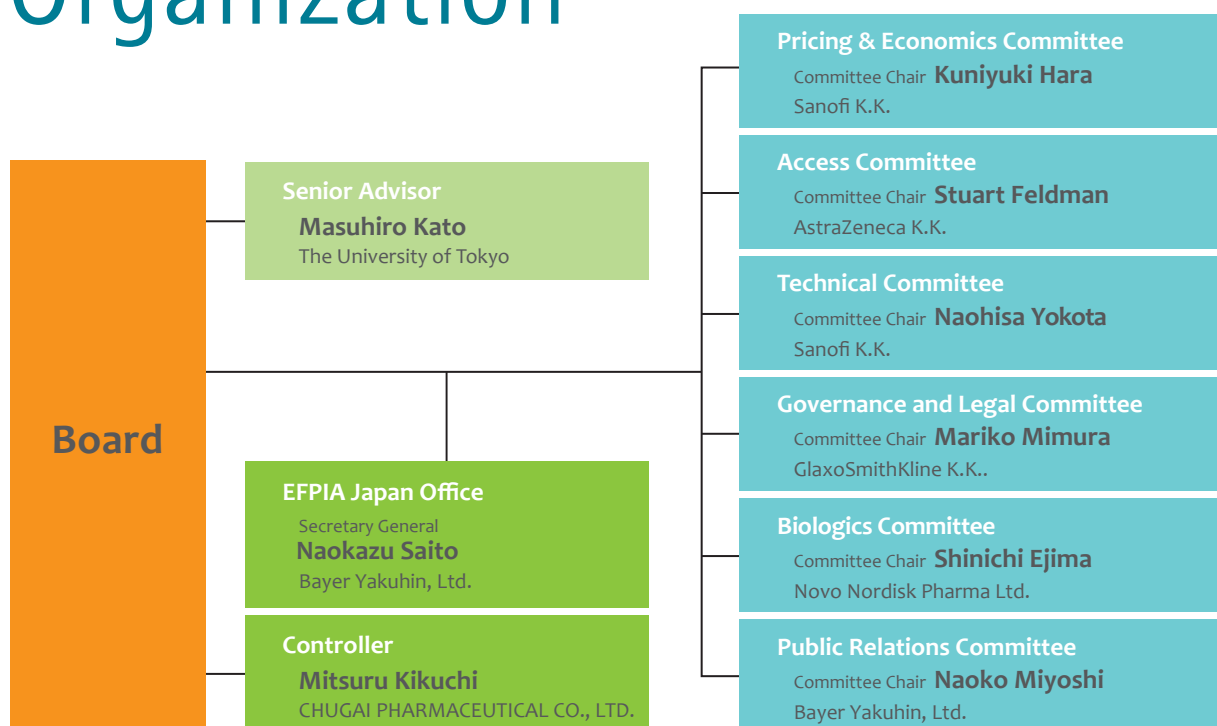 Organization
Board
Senior Advisor
Masuhiro Kato
The University of Tokyo
EFPIA Japan Office
Secretary General
Naokazu Saito
Bayer Yakuhin, Ltd.
Controller
Mitsuru Kikuchi
CHUGAI PHARMACEUTICAL CO., LTD.
Pricing & Economics Committee
Committee Chair Kuniyuki Hara
Sanofi K.K.
Access Committee
Committee Chair Stuart Feldman
AstraZeneca K.K.
Technical Committee
Committee Chair Naohisa Yokota
Sanofi K.K.
Governance and Legal Committee
Committee Chair Mariko Mimura
GlaxoSmithKline K.K..
Biologics Committee
Committee Chair Shinichi Ejima
Novo Nordisk Pharma Ltd.
Public Relations Committee
Committee Chair Naoko Miyoshi
Bayer Yakuhin, Ltd.